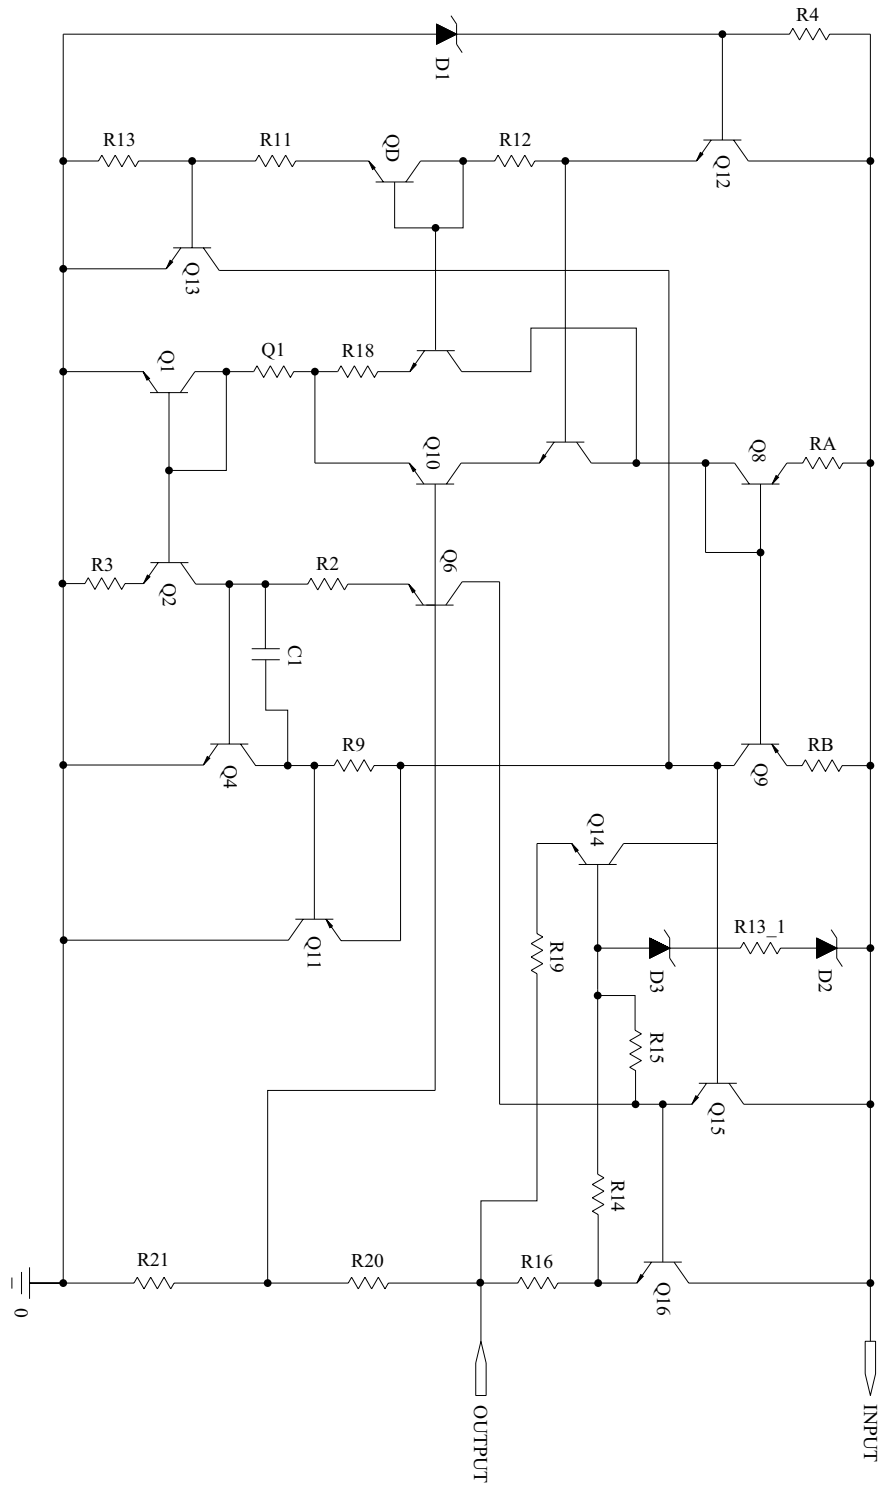 R4
D1
R13
R11
QD
R12
Q12
Q13
Q1
Q1
R18
Q10
Q8
RA
R3
Q2
R2
Q6
C1
Q4
R9
Q9
RB
Q14
Q11
R19
D3
R13_1
D2
R15
Q15
R14
R21
R20
R16
Q16
0
OUTPUT
INPUT